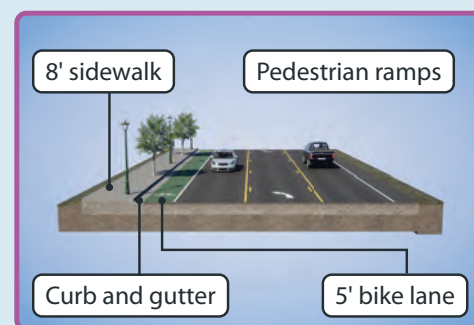 8' sidewalk
Pedestrian ramps
Curb and gutter
5' bike lane